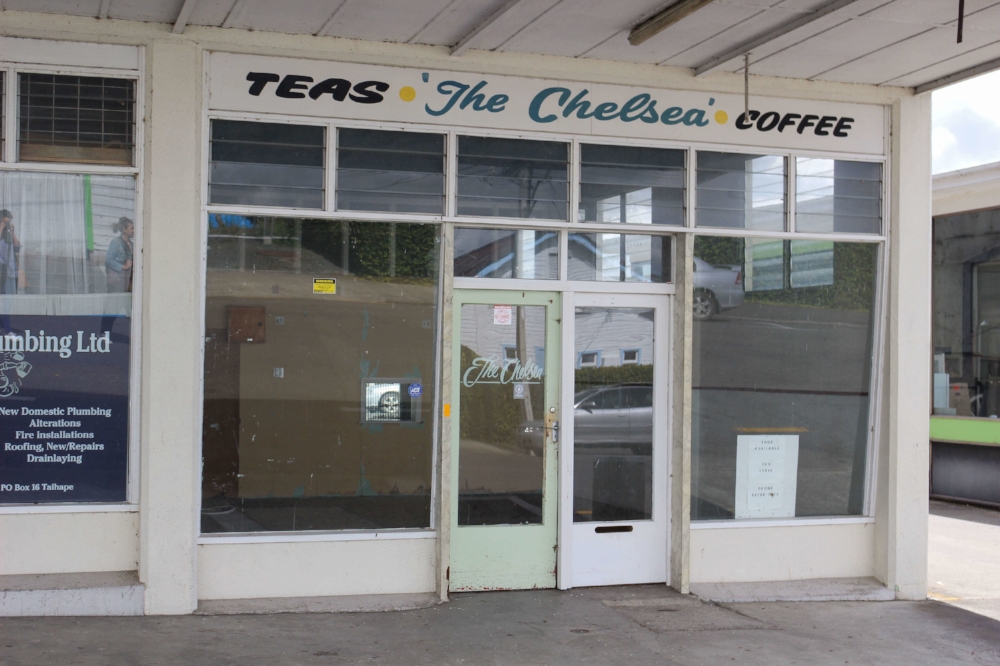 TEAS • 'The Chelsea' • COFFEE
The Chelsea
umbing Ltd
New Domestic Plumbing
Alterations
Fire installations
Roofing, New/Repairs
Drainlaying
PO Box 16 Taihape